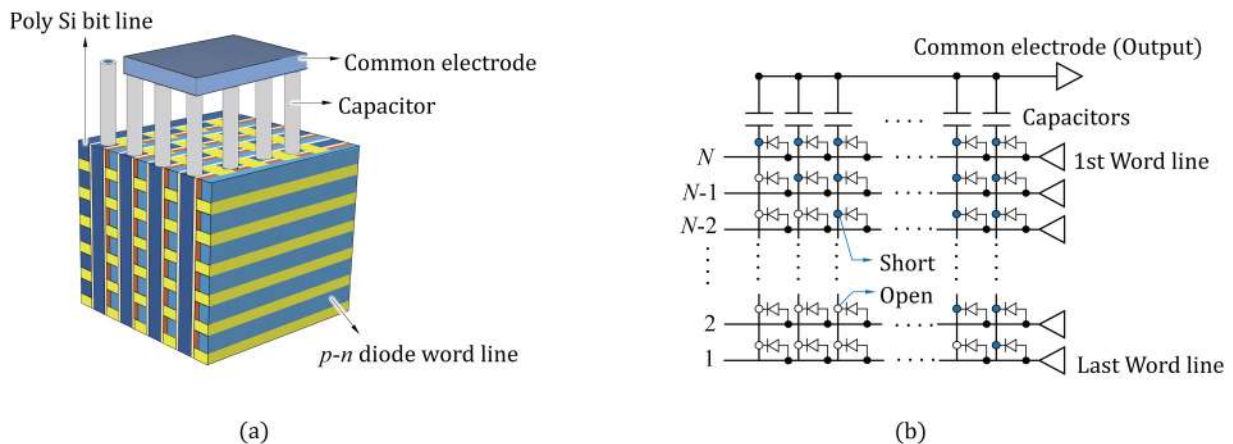 Poly Si bit line
Common electrode
Capacitor
p-n diode word line
(a)
Common electrode (Output)
Capacitors
N
1st Word line
N-1
N-2
Short
Open
2
1
Last Word line
(b)